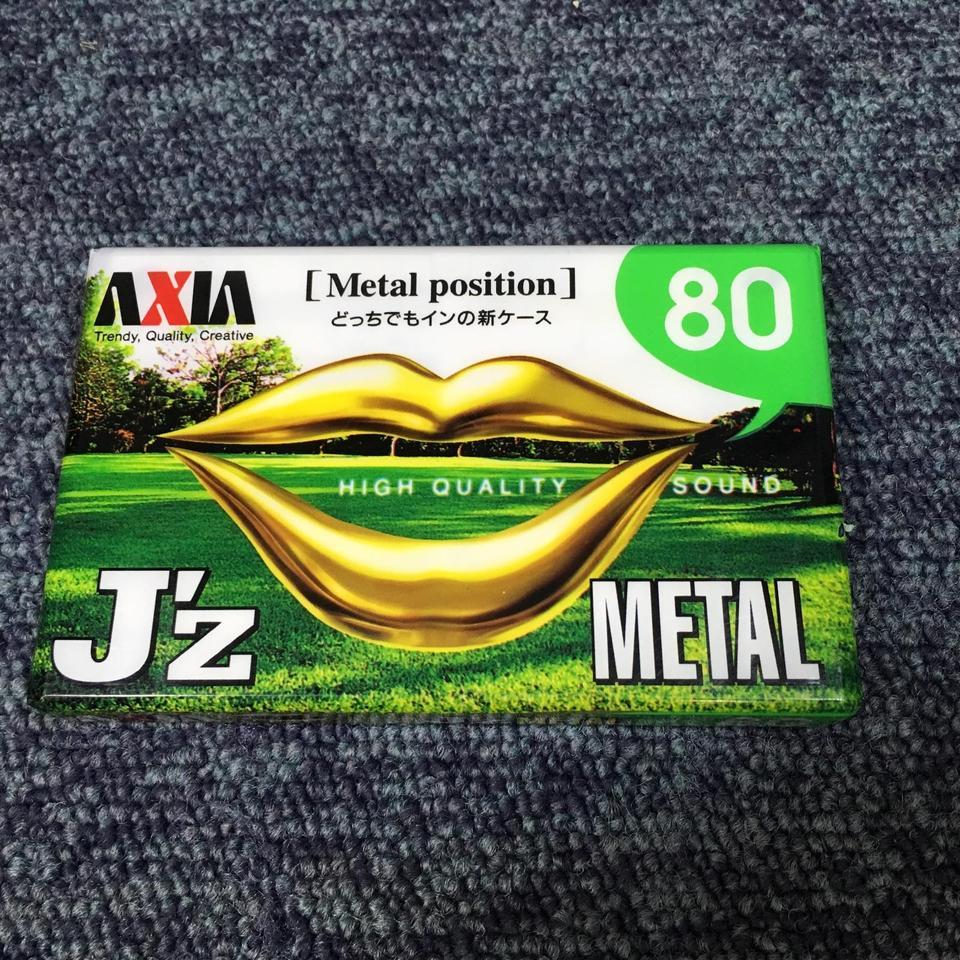 AXIA
Trendy, Quality, Creative
[Metal position]
どっちでもインの新ケース
80
HIGH QUALITY SOUND
J'z
METAL